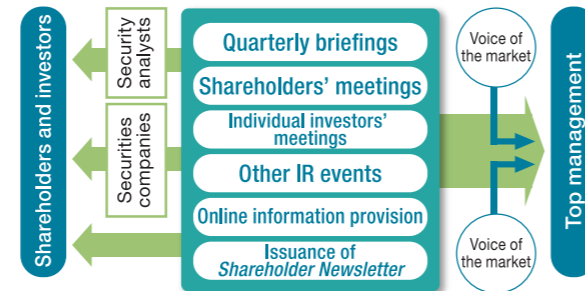 Shareholders and investors
Security
analysts
Securities
companies
Quarterly briefings
Shareholders’ meetings
Individual investors’
meetings
Other IR events
Online information provision
Issuance of
Shareholder Newsletter
Voice of
the market
Voice of
the market
Top management